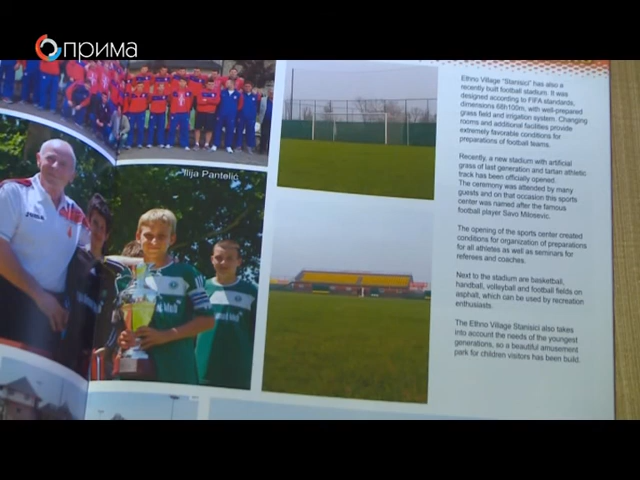 прима
Ethno Village "Stanisici" has also a
recently built football stadium. It was
designed according to FIFA standards,
dimensions 68h100m, with well-prepared
grass field and irrigation system. Changing
rooms and additional facilities provide
extremely favorable conditions for
preparations of football teams.
Recently, a new stadium with artificial
grass of last generation and tartan athletic
track has been officially opened.
The ceremony was attended by many
guests and on that occasion this sports
center was named after the famous
football player Savo Milosevic.
The opening of the sports center created
conditions for organization of preparations
for all athletes as well as seminars for
referees and coaches.
Next to the stadium are basketball,
handball, volleyball and football fields on
asphalt, which can be used by recreation
enthusiasts.
The Ethno Village Stanisici also takes
into account the needs of the youngest
generations, so a beautiful amusement
park for children visitors has been build.
Ilija Pantelić